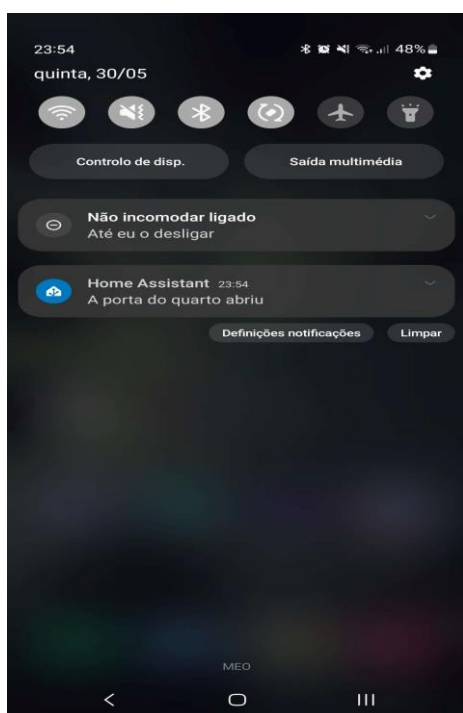 23:54
48%
quinta, 30/05
Controlo de disp.
Saída multimédia
Não incomodar ligado
Até eu o desligar
Home Assistant 23:54
A porta do quarto abriu
Definições notificações
Limpar
MEO